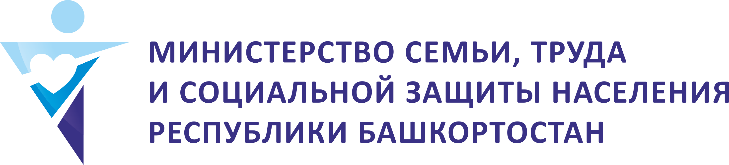 МИНИСТЕРСТВО СЕМЬИ, ТРУДА
И СОЦИАЛЬНОЙ ЗАЩИТЫ НАСЕЛЕНИЯ
РЕСПУБЛИКИ БАШКОРТОСТАН